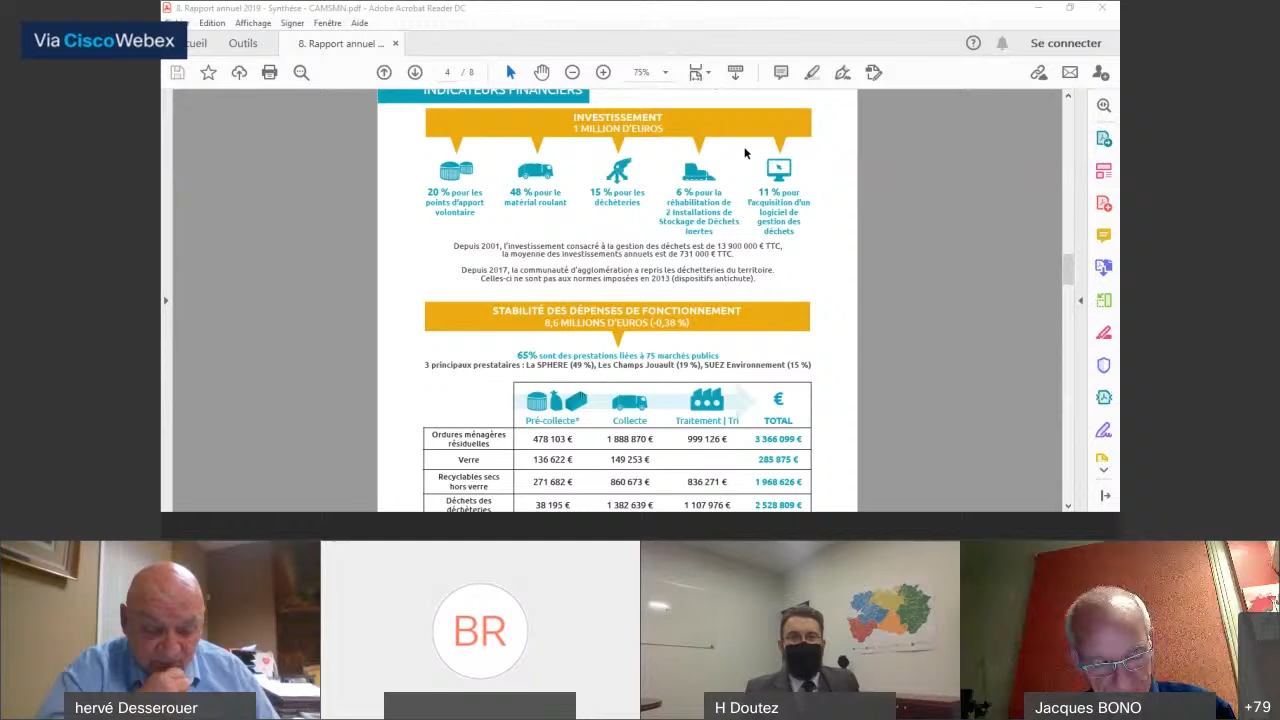 8. Rapport annuel 2019 - Synthèse - CAMSMN.pdf - Adobe Acrobat Reader DC
Edition Affichage Signer Fenêtre Aide
Via CiscoWebex
Outils
8. Rapport annuel ...
Se connecter
4 / 8
75%
INDICATEURS FINANCIERS
INVESTISSEMENT
1 MILLION D'EUROS
20 % pour les
points d'apport
volontaire
48 % pour le
matérial roulant
15 % pour les
déchèteries
6 % pour la
réhabilitation de
2 Installations de
Stockage de Déchets
Inertes
11 % pour
l'acquisition d'un
logiciel de
gestion des
déchets
Depuis 2001, l'investissement consacré à la gestion des déchets est de 13 900 000 € TTC,
la moyenne des investissements annuels est de 731 000 € TTC.
Depuis 2017, la communauté d'agglomération a repris les déchetteries du territoire.
Celles-ci ne sont pas aux normes imposées en 2013 (dispositifs antichute).
STABILITÉ DES DÉPENSES DE FONCTIONNEMENT
8,6 MILLIONS D'EUROS (-0,38 %)
65% sont des prestations liées à 75 marchés publics
3 principaux prestataires : La SPHERE (49 %), Les Champs Jouault (19 %), SUEZ Environnement (15 %)
€
Pré-collecte* Collecte Traitement | Tri TOTAL
Ordures ménagères
résiduelles
478 103 € 1 888 870 € 999 126 € 3 366 099 €
Verre 136 622 € 149 253 € 285 875 €
Recyclables secs
hors verre
271 682 € 860 673 € 836 271 € 1 968 626 €
Déchets des
déchèteries
38 195 € 1 382 639 € 1 107 976 € 2 528 809 €
BR
hervé Desserouer
H Doutez
Jacques BONO
+79